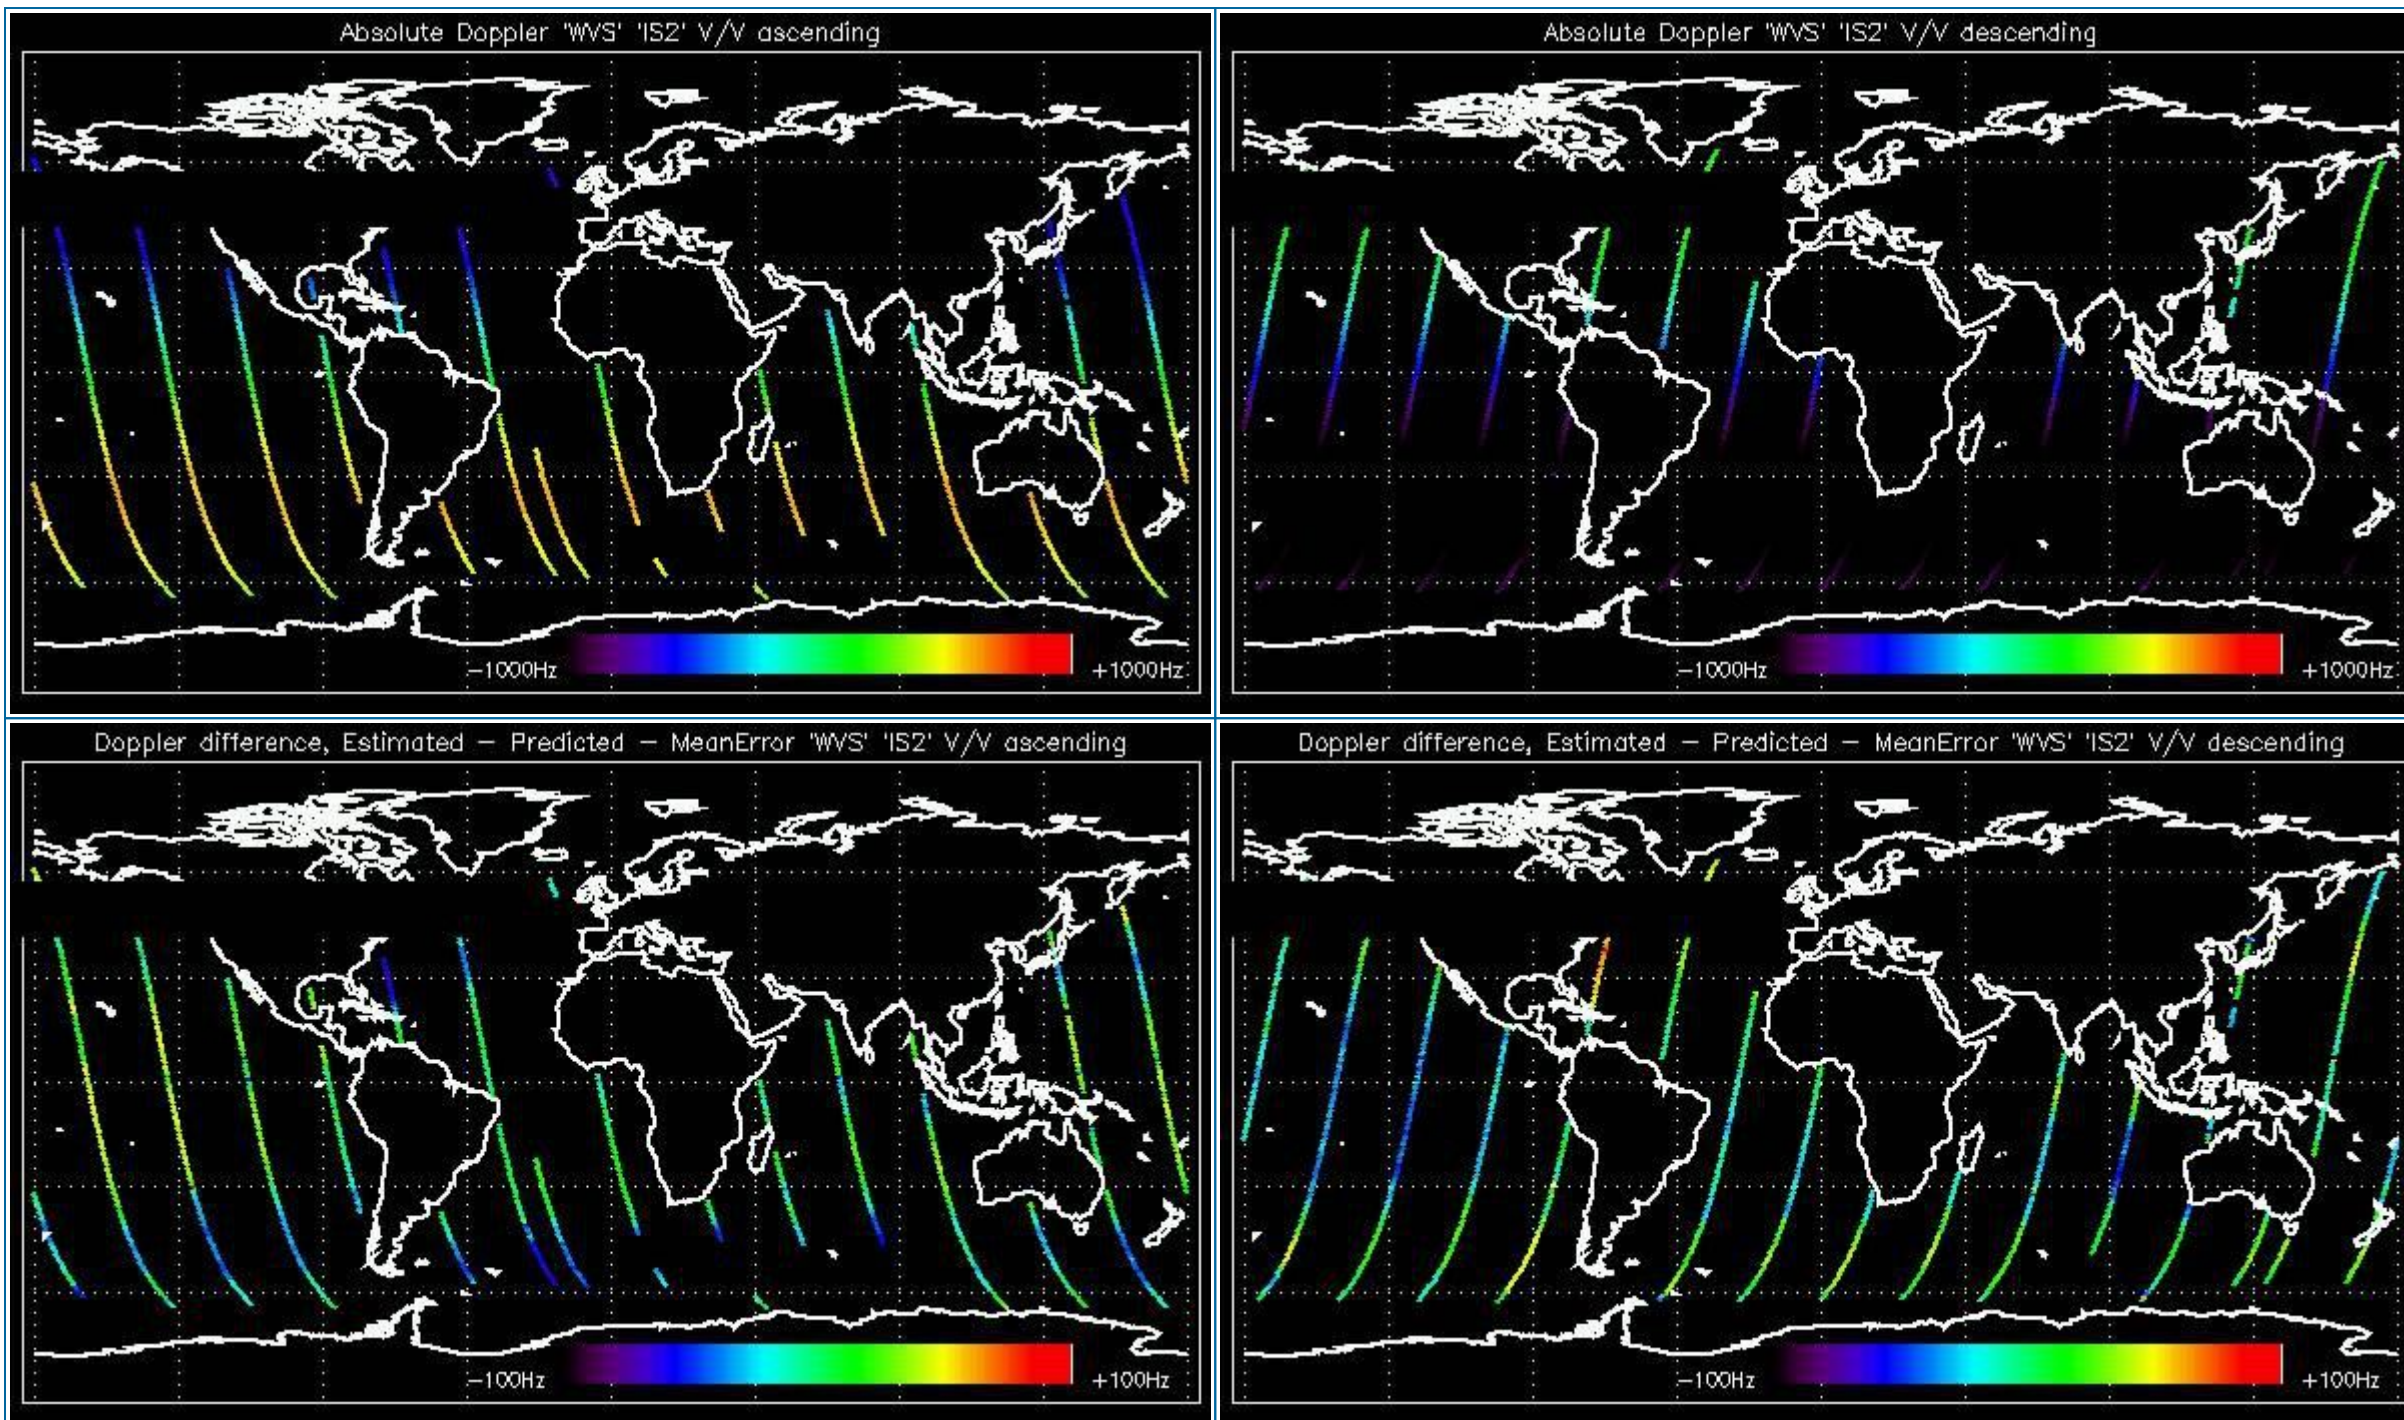 Absolute Doppler 'WVS' 'IS2' V/V ascending
−1000Hz +1000Hz
Absolute Doppler 'WVS' 'IS2' V/V descending
−1000Hz +1000Hz
Doppler difference, Estimated − Predicted − MeanError 'WVS' 'IS2' V/V ascending
−100Hz +100Hz
Doppler difference, Estimated − Predicted − MeanError 'WVS' 'IS2' V/V descending
−100Hz +100Hz